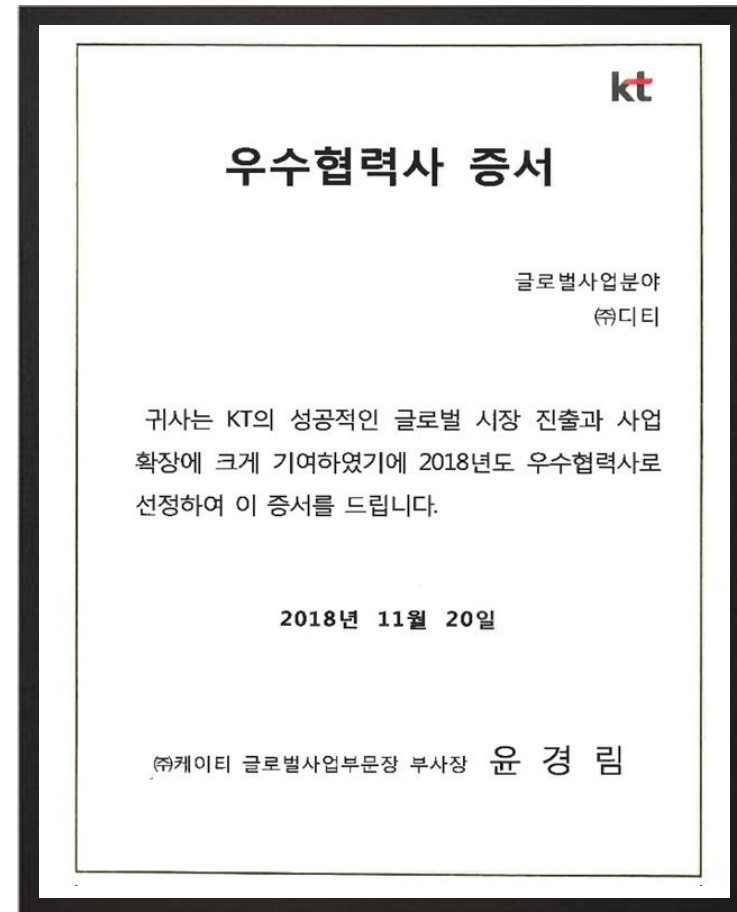 kt
우수협력사 증서
글로벌사업분야
㈜디티
귀사는 KT의 성공적인 글로벌 시장 진출과 사업
확장에 크게 기여하였기에 2018년도 우수협력사로
선정하여 이 증서를 드립니다.
2018년 11월 20일
㈜케이티 글로벌사업부문장 부사장 윤 경 림